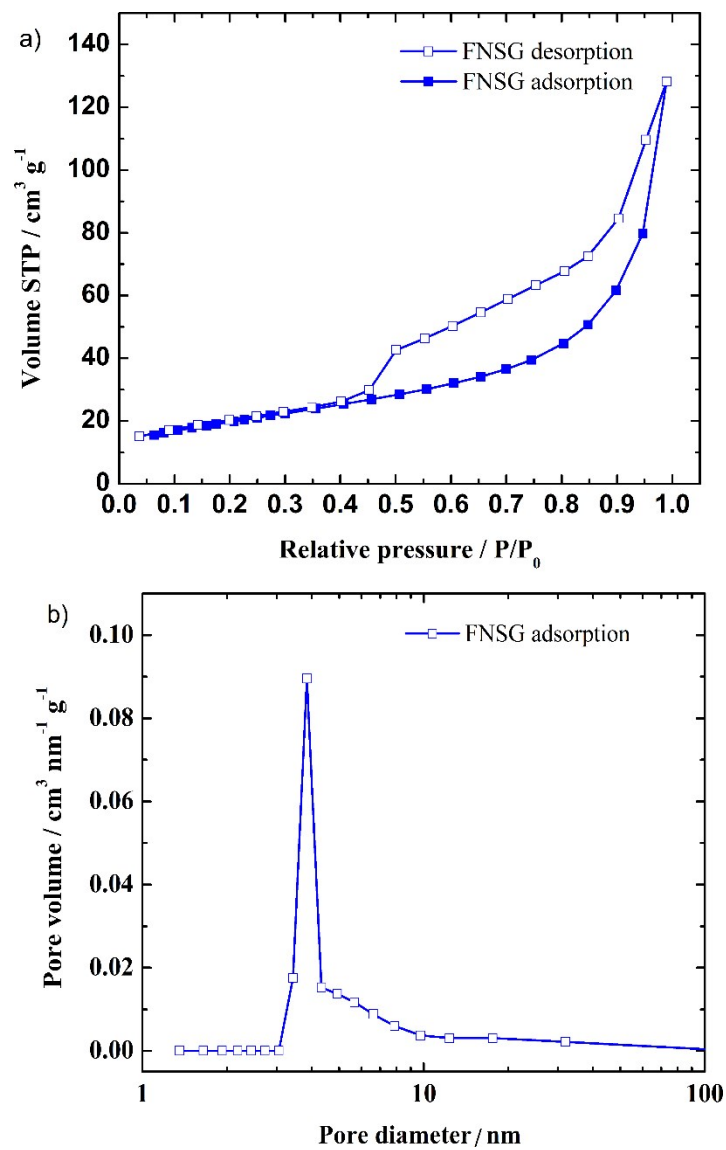 a)
140
120
100
80
60
40
20
0
Volume STP / cm³ g⁻¹
FNSG desorption
FNSG adsorption
0.0 0.1 0.2 0.3 0.4 0.5 0.6 0.7 0.8 0.9 1.0
Relative pressure / P/P₀
b)
0.10
0.08
0.06
0.04
0.02
0.00
Pore volume / cm³ nm⁻¹ g⁻¹
FNSG adsorption
1 10 100
Pore diameter / nm